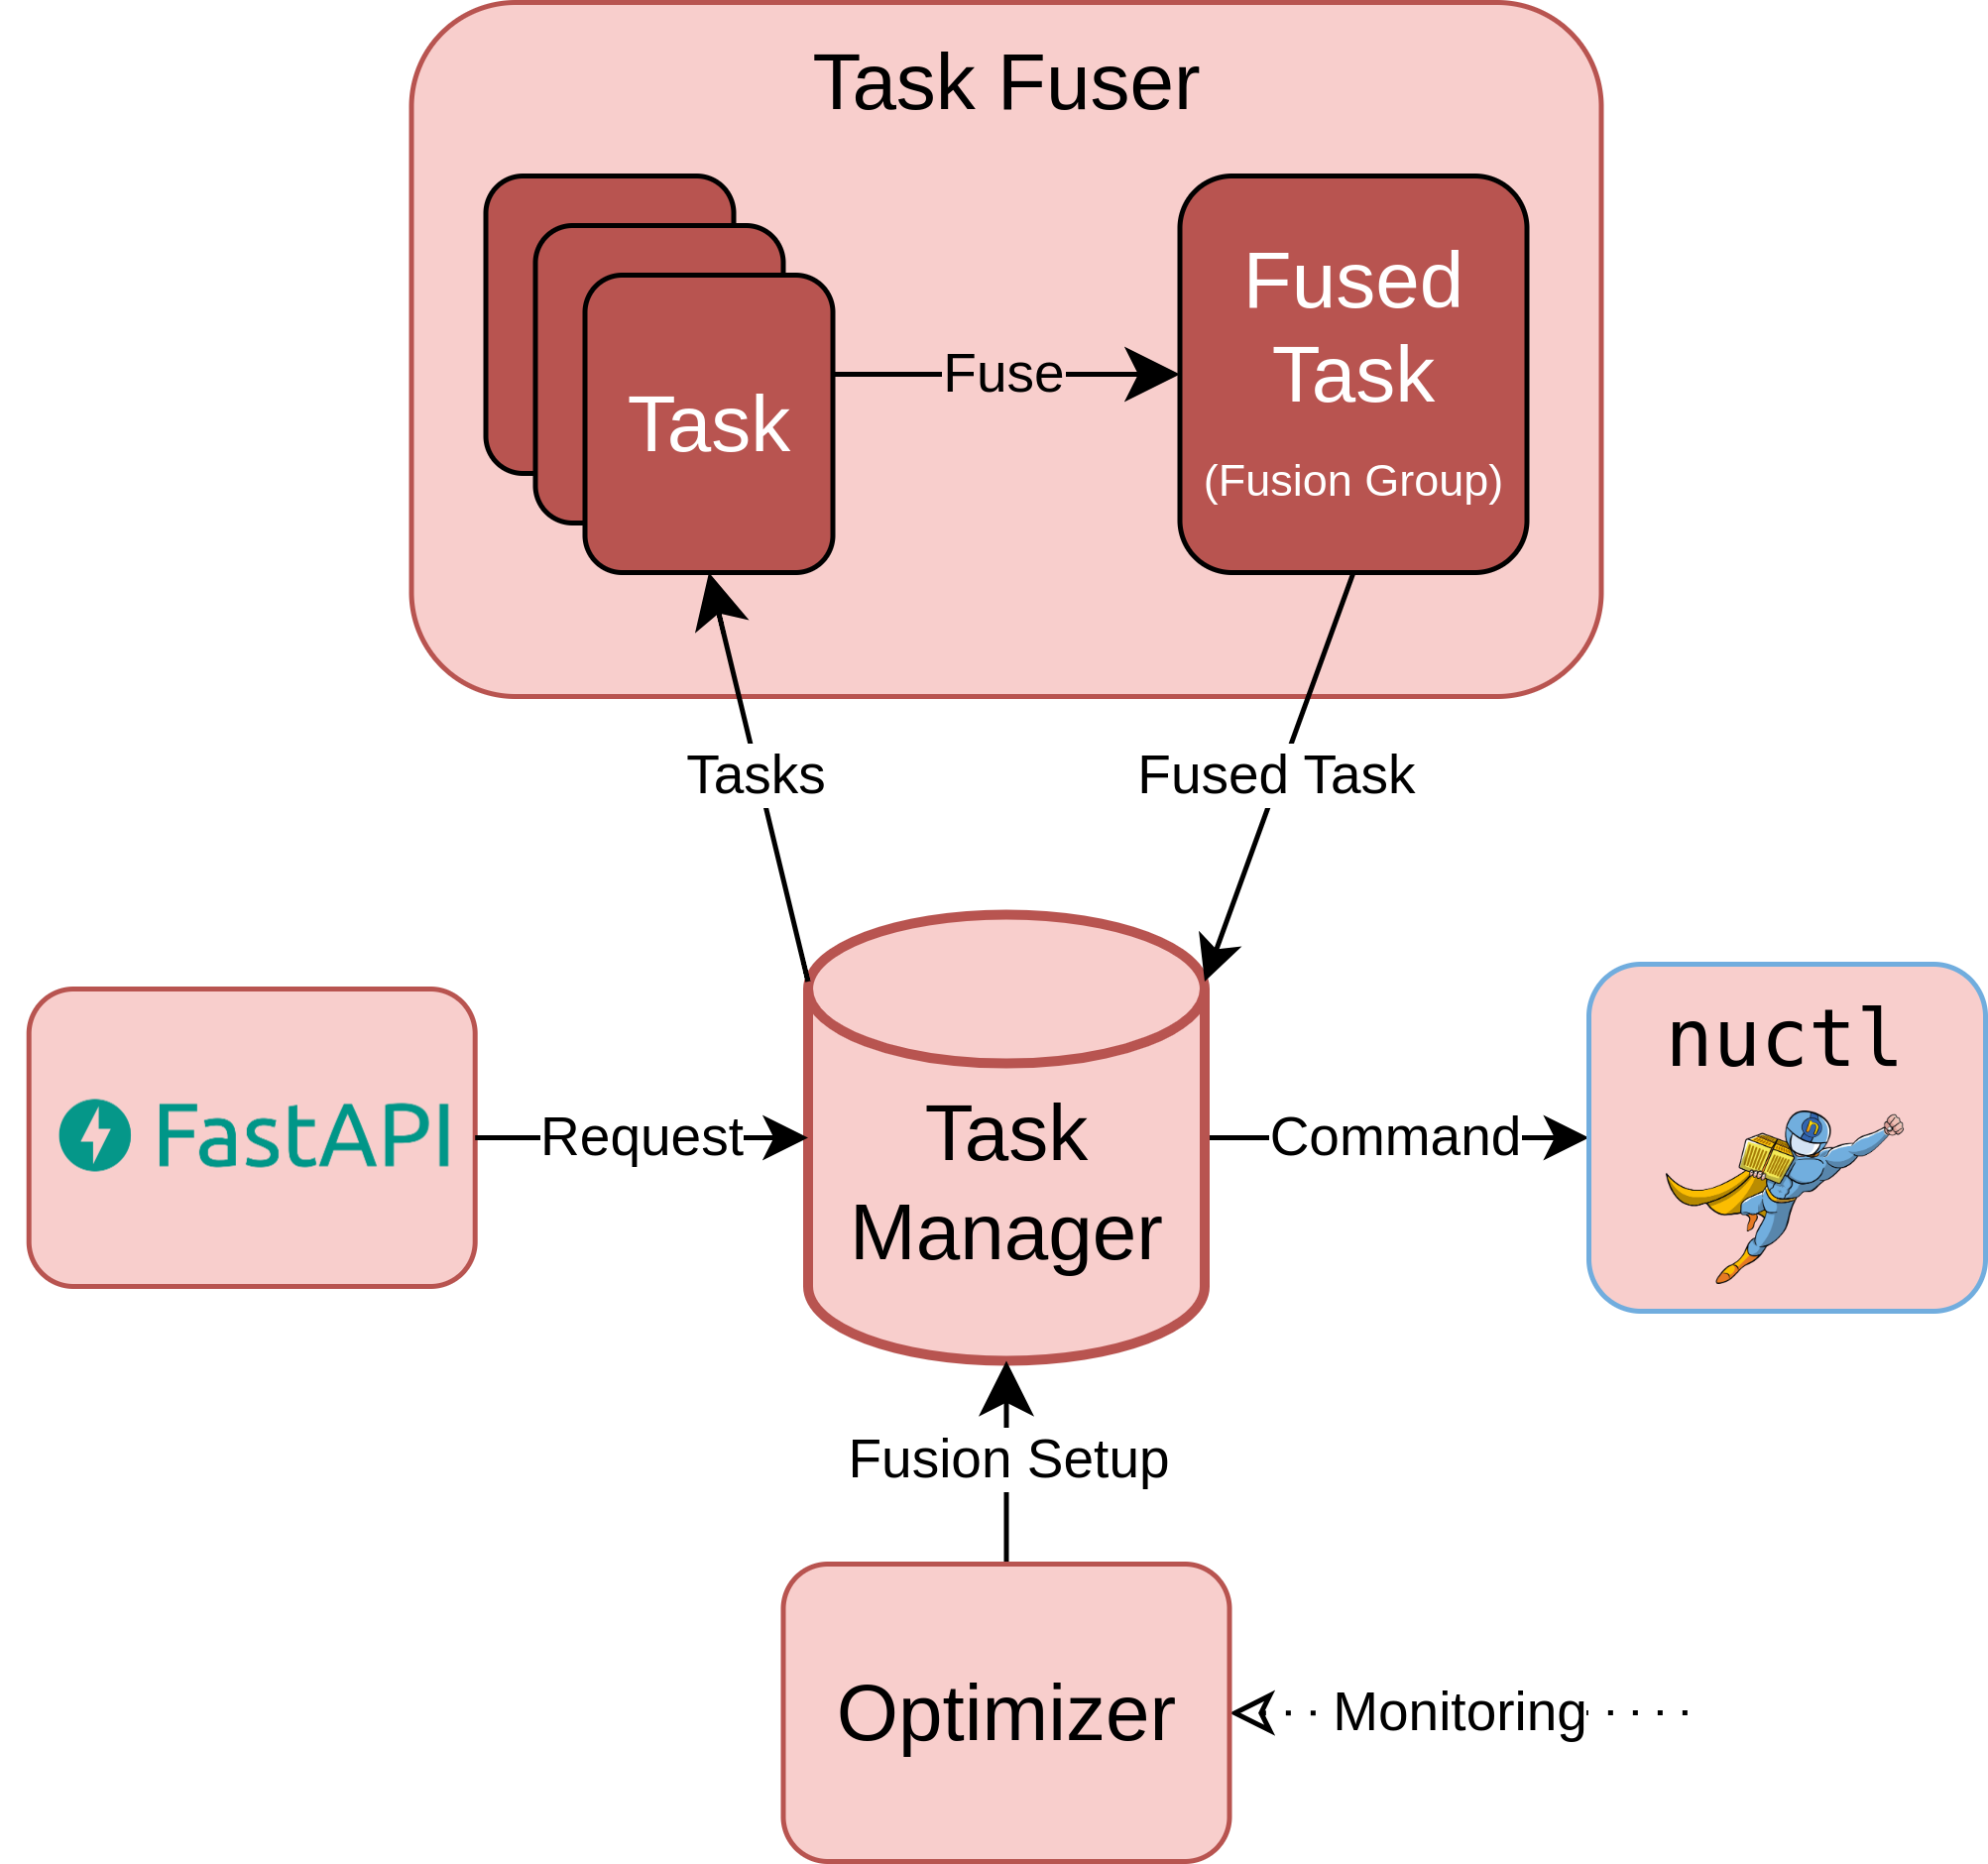 Task Fuser
Task
Fuse
Fused
Task
(Fusion Group)
Tasks
Fused Task
FastAPI
Request
Task
Manager
Command
nuctl
n
Fusion Setup
Optimizer
Monitoring